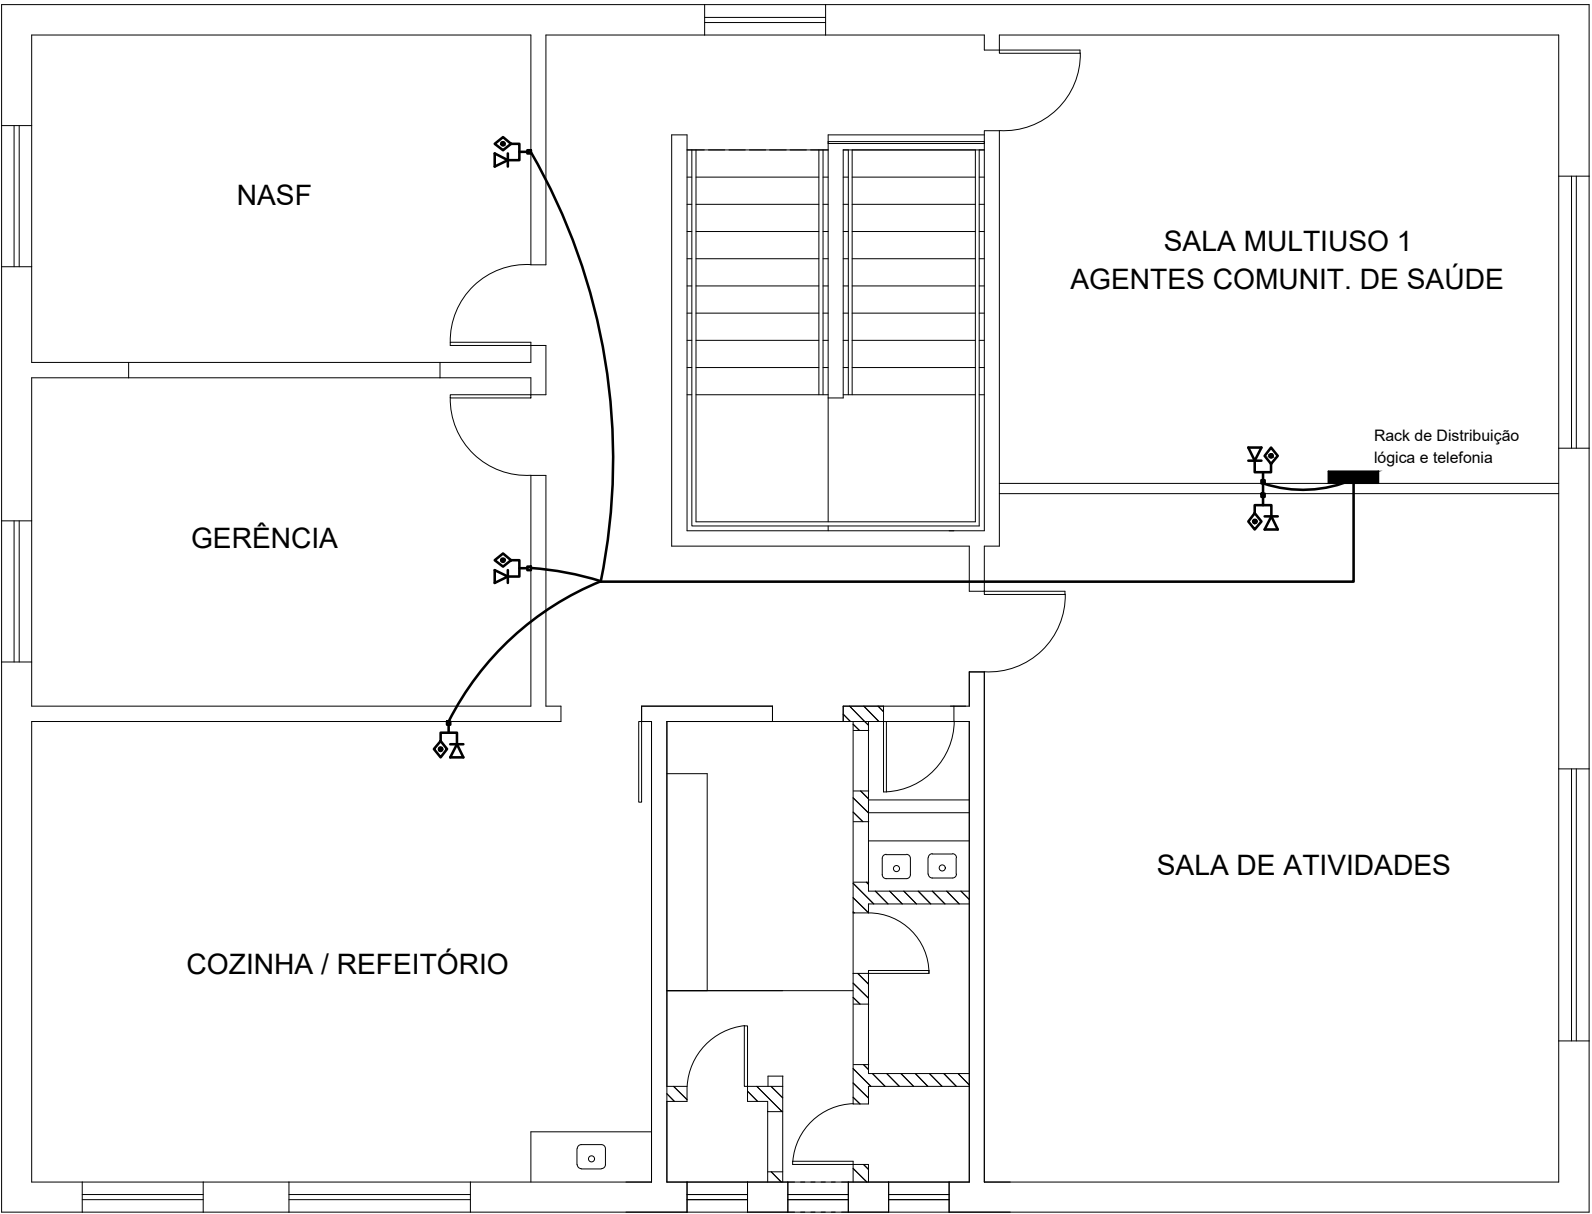 NASF
SALA MULTIUSO 1
AGENTES COMUNIT. DE SAÚDE
Rack de Distribuição
lógica e telefonia
GERÊNCIA
SALA DE ATIVIDADES
COZINHA / REFEITÓRIO